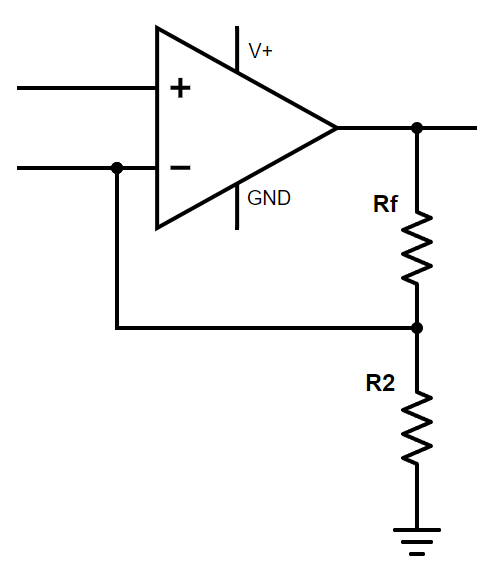 V+
+
−
GND
Rf
R2